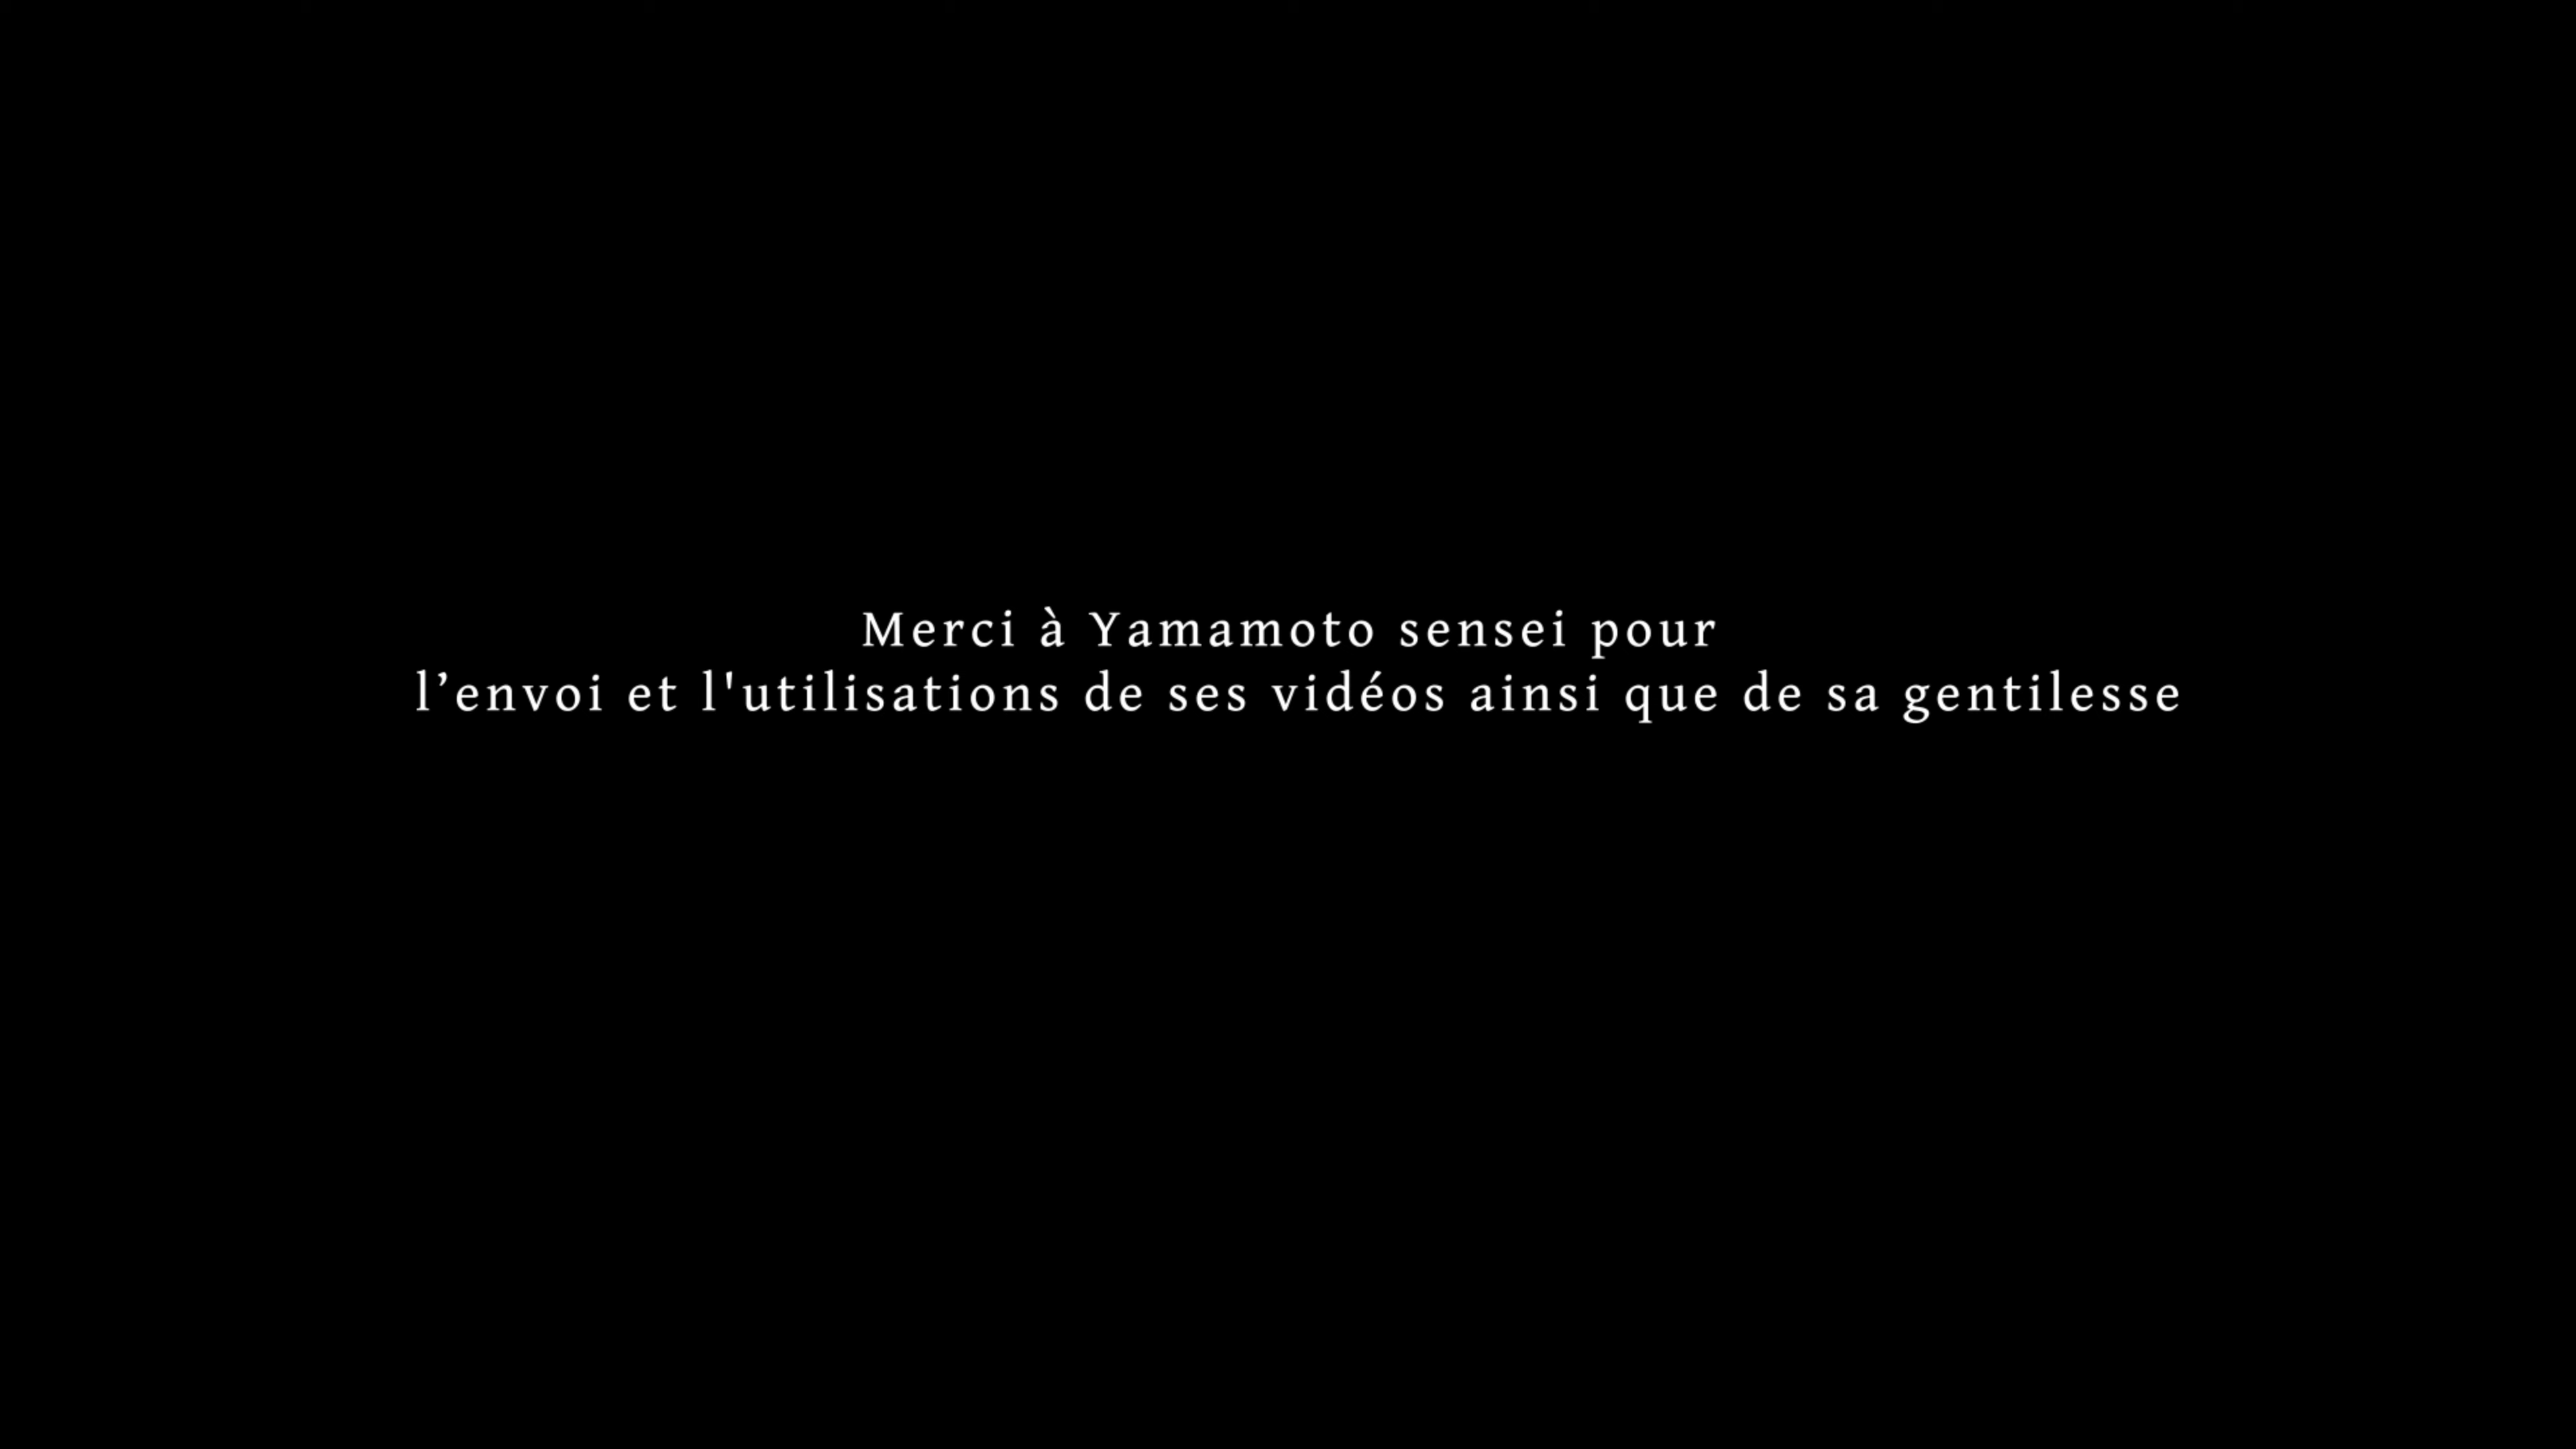 Merci à Yamamoto sensei pour
l’envoi et l'utilisations de ses vidéos ainsi que de sa gentilesse